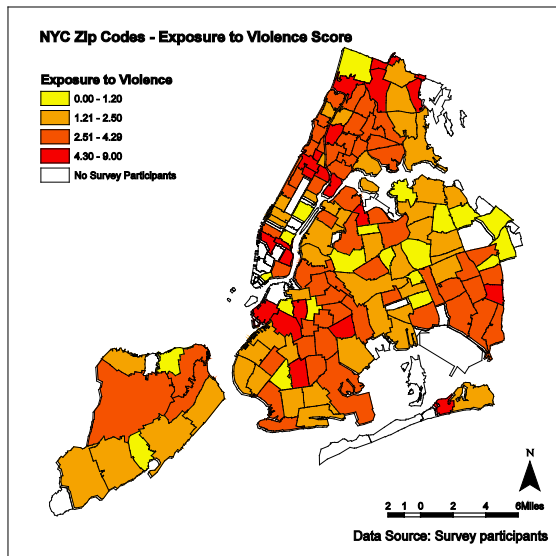 NYC Zip Codes - Exposure to Violence Score
Exposure to Violence
0.00 - 1.20
1.21 - 2.50
2.51 - 4.29
4.30 - 9.00
No Survey Participants
N
2 1 0 2 4 6Miles
Data Source: Survey participants